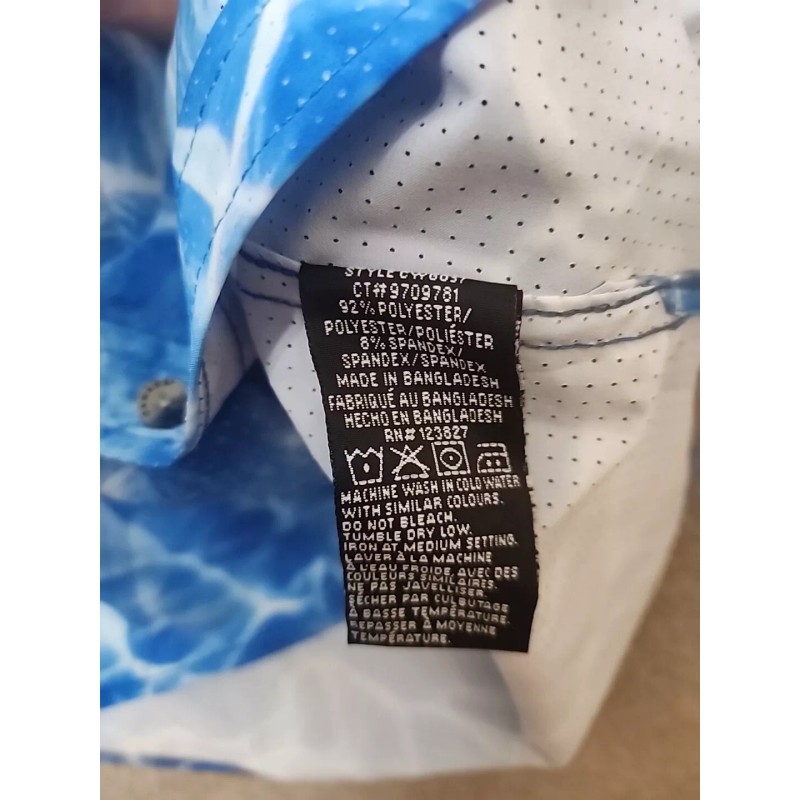 STYLE
CT#9709781
92% POLYESTER/
POLYESTER/POLIÉSTER
8% SPANDEX/
SPANDEX/SPANDEX
MADE IN BANGLADESH
FABRIQUÉ AU BANGLADESH
HECHO EN BANGLADESH
RN# 123827
MACHINE WASH IN COLD WATER
WITH SIMILAR COLOURS.
DO NOT BLEACH.
TUMBLE DRY LOW.
IRON AT MEDIUM SETTING.
LAVER À LA MACHINE
À L'EAU FROIDE, AVEC DES
COULEURS SIMILAIRES.
NE PAS JAVELLISER.
SÉCHER PAR CULBUTAGE
À BASSE TEMPÉRATURE.
REPASSER À MOYENNE
TEMPÉRATURE.